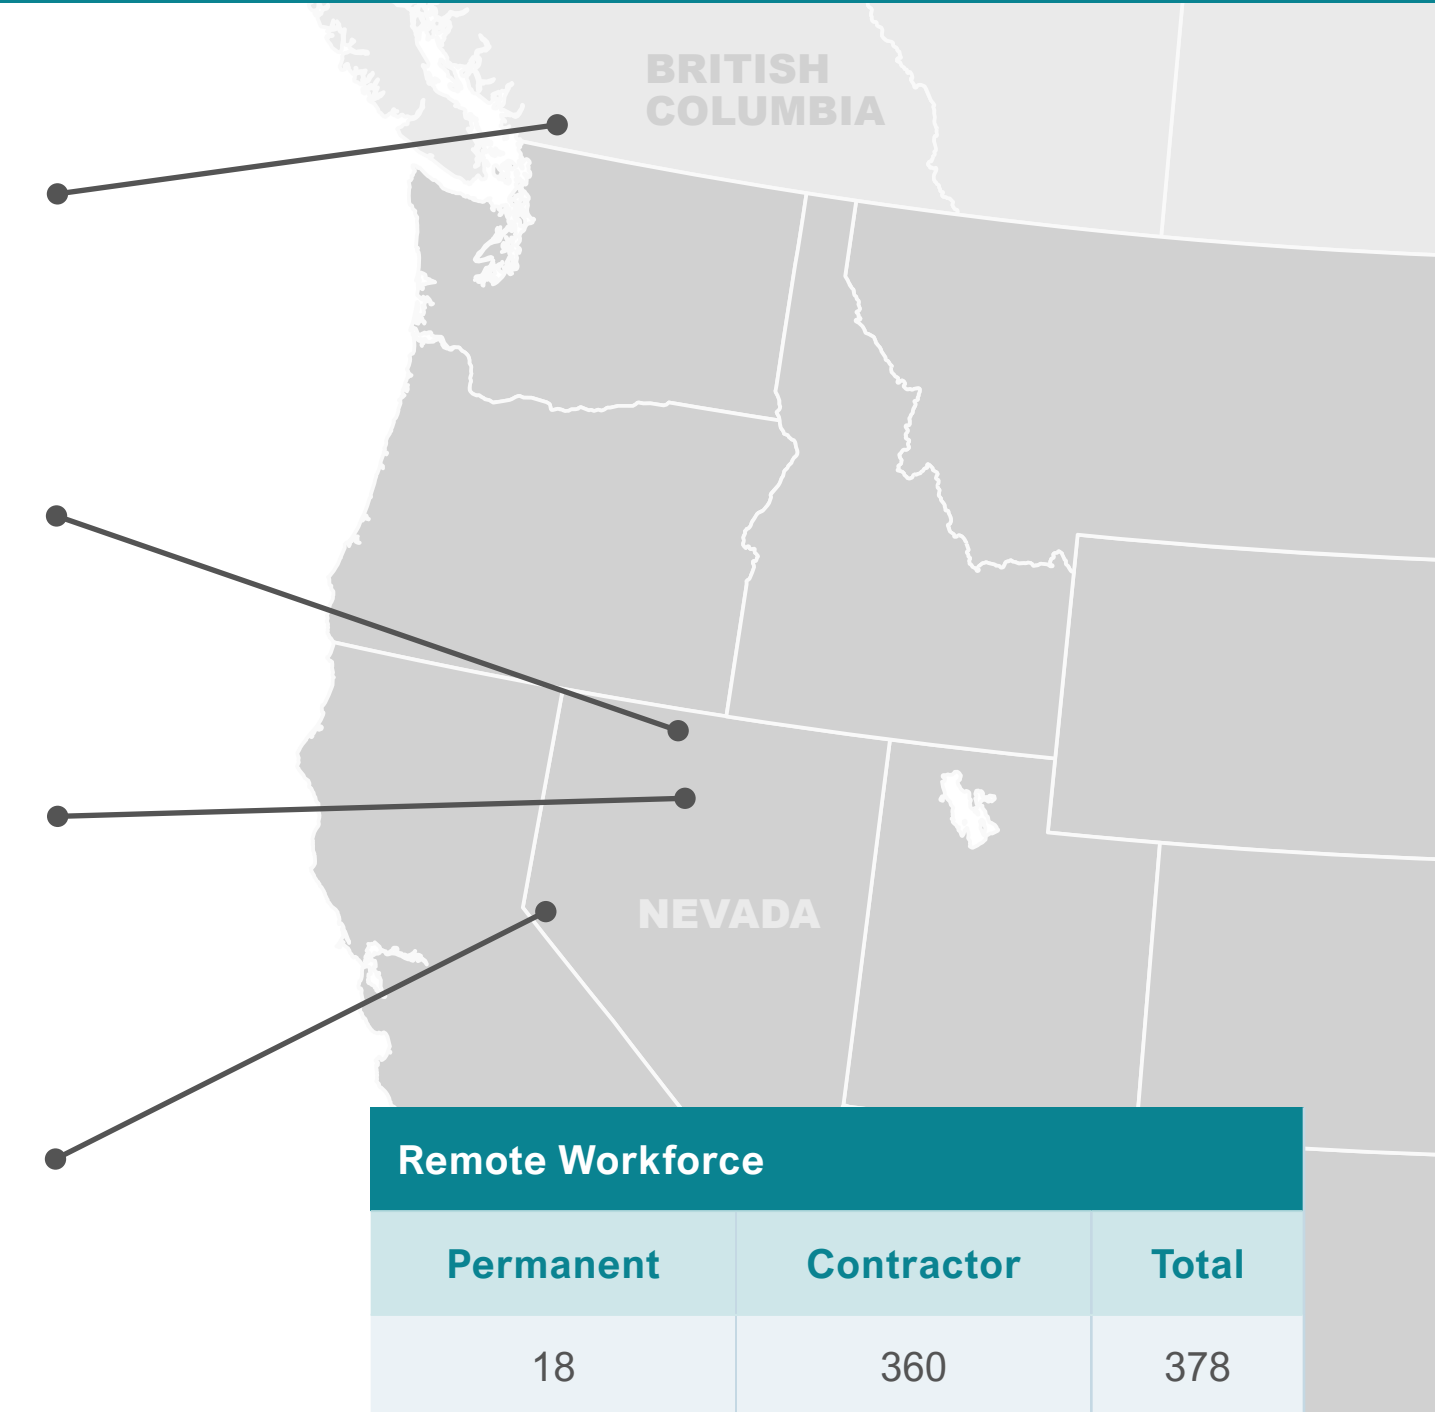 BRITISH
COLUMBIA
NEVADA
Remote Workforce
Permanent Contractor Total
18 360 378